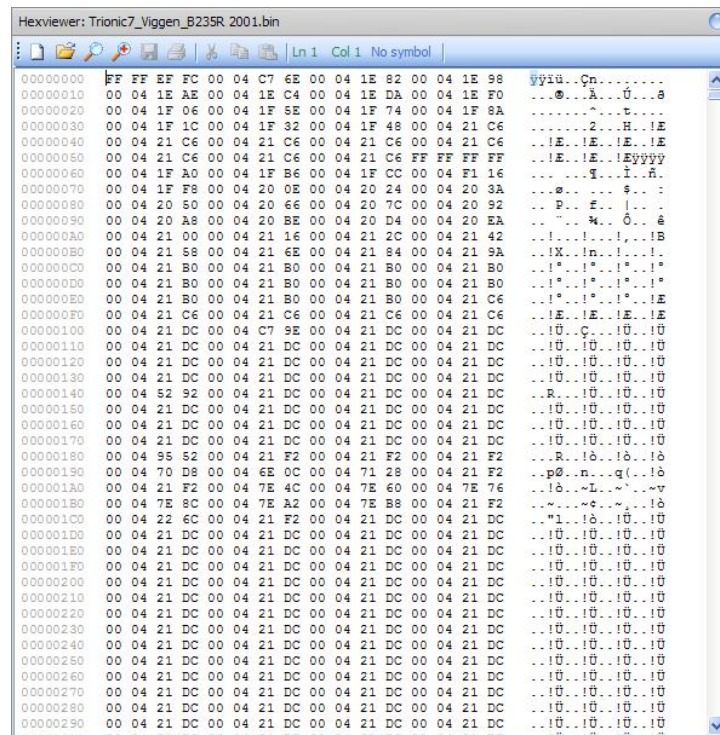 Hexviewer: Trionic7_Viggen_B235R 2001.bin
Ln 1 Col 1 No symbol
00000000 FF FF EF FC 00 04 C7 6E 00 04 1E 82 00 04 1E 98 ÿÿïü..Çn........
00000010 00 04 1E AE 00 04 1E C4 00 04 1E DA 00 04 1E F0 ...®...Ä...Ú...ð
00000020 00 04 1F 06 00 04 1F 5E 00 04 1F 74 00 04 1F 8A .......^...t....
00000030 00 04 1F 1C 00 04 1F 32 00 04 1F 48 00 04 21 C6 .......2...H..!Æ
00000040 00 04 21 C6 00 04 21 C6 00 04 21 C6 00 04 21 C6 ..!Æ..!Æ..!Æ..!Æ
00000050 00 04 21 C6 00 04 21 C6 00 04 21 C6 FF FF FF FF ..!Æ..!Æ..!Æÿÿÿÿ
00000060 00 04 1F A0 00 04 1F B6 00 04 1F CC 00 04 F1 16 ... ...¶...Ì..ñ.
00000070 00 04 1F F8 00 04 20 0E 00 04 20 24 00 04 20 3A ...ø.. ... $.. :
00000080 00 04 20 50 00 04 20 66 00 04 20 7C 00 04 20 92 .. P.. f.. |.. .
00000090 00 04 20 A8 00 04 20 BE 00 04 20 D4 00 04 20 EA .. ¨.. ¾.. Ô.. ê
000000A0 00 04 21 00 00 04 21 16 00 04 21 2C 00 04 21 42 ..!...!...!,..!B
000000B0 00 04 21 58 00 04 21 6E 00 04 21 84 00 04 21 9A ..!X..!n..!...!.
000000C0 00 04 21 B0 00 04 21 B0 00 04 21 B0 00 04 21 B0 ..!°..!°..!°..!°
000000D0 00 04 21 B0 00 04 21 B0 00 04 21 B0 00 04 21 B0 ..!°..!°..!°..!°
000000E0 00 04 21 B0 00 04 21 B0 00 04 21 B0 00 04 21 C6 ..!°..!°..!°..!Æ
000000F0 00 04 21 C6 00 04 21 C6 00 04 21 C6 00 04 21 C6 ..!Æ..!Æ..!Æ..!Æ
00000100 00 04 21 DC 00 04 C7 9E 00 04 21 DC 00 04 21 DC ..!Ü..Ç...!Ü..!Ü
00000110 00 04 21 DC 00 04 21 DC 00 04 21 DC 00 04 21 DC ..!Ü..!Ü..!Ü..!Ü
00000120 00 04 21 DC 00 04 21 DC 00 04 21 DC 00 04 21 DC ..!Ü..!Ü..!Ü..!Ü
00000130 00 04 21 DC 00 04 21 DC 00 04 21 DC 00 04 21 DC ..!Ü..!Ü..!Ü..!Ü
00000140 00 04 52 92 00 04 21 DC 00 04 21 DC 00 04 21 DC ..R...!Ü..!Ü..!Ü
00000150 00 04 21 DC 00 04 21 DC 00 04 21 DC 00 04 21 DC ..!Ü..!Ü..!Ü..!Ü
00000160 00 04 21 DC 00 04 21 DC 00 04 21 DC 00 04 21 DC ..!Ü..!Ü..!Ü..!Ü
00000170 00 04 21 DC 00 04 21 DC 00 04 21 DC 00 04 21 DC ..!Ü..!Ü..!Ü..!Ü
00000180 00 04 95 52 00 04 21 F2 00 04 21 F2 00 04 21 F2 ...R..!ò..!ò..!ò
00000190 00 04 70 D8 00 04 6E 0C 00 04 71 28 00 04 21 F2 ..pØ..n...q(..!ò
000001A0 00 04 21 F2 00 04 7E 4C 00 04 7E 60 00 04 7E 76 ..!ò..~L..~`..~v
000001B0 00 04 7E 8C 00 04 7E A2 00 04 7E B8 00 04 21 F2 ..~...~¢..~¸..!ò
000001C0 00 04 22 6C 00 04 21 F2 00 04 21 DC 00 04 21 DC .."l..!ò..!Ü..!Ü
000001D0 00 04 21 DC 00 04 21 DC 00 04 21 DC 00 04 21 DC ..!Ü..!Ü..!Ü..!Ü
000001E0 00 04 21 DC 00 04 21 DC 00 04 21 DC 00 04 21 DC ..!Ü..!Ü..!Ü..!Ü
000001F0 00 04 21 DC 00 04 21 DC 00 04 21 DC 00 04 21 DC ..!Ü..!Ü..!Ü..!Ü
00000200 00 04 21 DC 00 04 21 DC 00 04 21 DC 00 04 21 DC ..!Ü..!Ü..!Ü..!Ü
00000210 00 04 21 DC 00 04 21 DC 00 04 21 DC 00 04 21 DC ..!Ü..!Ü..!Ü..!Ü
00000220 00 04 21 DC 00 04 21 DC 00 04 21 DC 00 04 21 DC ..!Ü..!Ü..!Ü..!Ü
00000230 00 04 21 DC 00 04 21 DC 00 04 21 DC 00 04 21 DC ..!Ü..!Ü..!Ü..!Ü
00000240 00 04 21 DC 00 04 21 DC 00 04 21 DC 00 04 21 DC ..!Ü..!Ü..!Ü..!Ü
00000250 00 04 21 DC 00 04 21 DC 00 04 21 DC 00 04 21 DC ..!Ü..!Ü..!Ü..!Ü
00000260 00 04 21 DC 00 04 21 DC 00 04 21 DC 00 04 21 DC ..!Ü..!Ü..!Ü..!Ü
00000270 00 04 21 DC 00 04 21 DC 00 04 21 DC 00 04 21 DC ..!Ü..!Ü..!Ü..!Ü
00000280 00 04 21 DC 00 04 21 DC 00 04 21 DC 00 04 21 DC ..!Ü..!Ü..!Ü..!Ü
00000290 00 04 21 DC 00 04 21 DC 00 04 21 DC 00 04 21 DC ..!Ü..!Ü..!Ü..!Ü